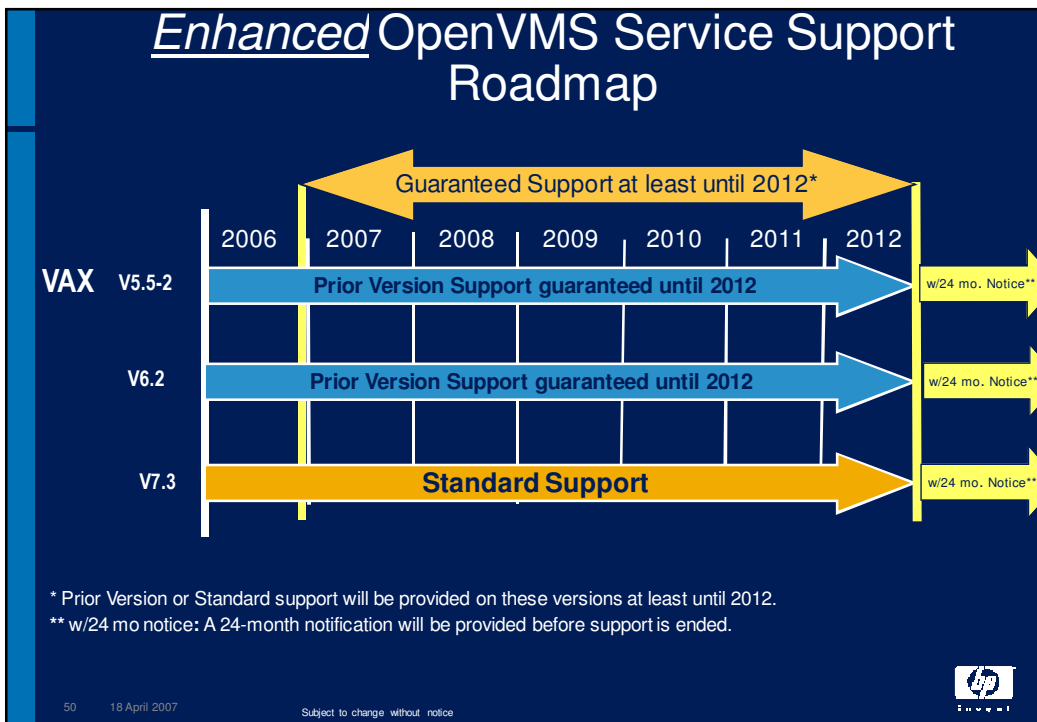 Enhanced OpenVMS Service Support
Roadmap
Guaranteed Support at least until 2012*
2006 2007 2008 2009 2010 2011 2012
VAX V5.5-2 Prior Version Support guaranteed until 2012 w/24 mo. Notice**
V6.2 Prior Version Support guaranteed until 2012 w/24 mo. Notice**
V7.3 Standard Support w/24 mo. Notice**
* Prior Version or Standard support will be provided on these versions at least until 2012.
** w/24 mo notice: A 24-month notification will be provided before support is ended.
hp
i n v e n t
50 18 April 2007 Subject to change without notice